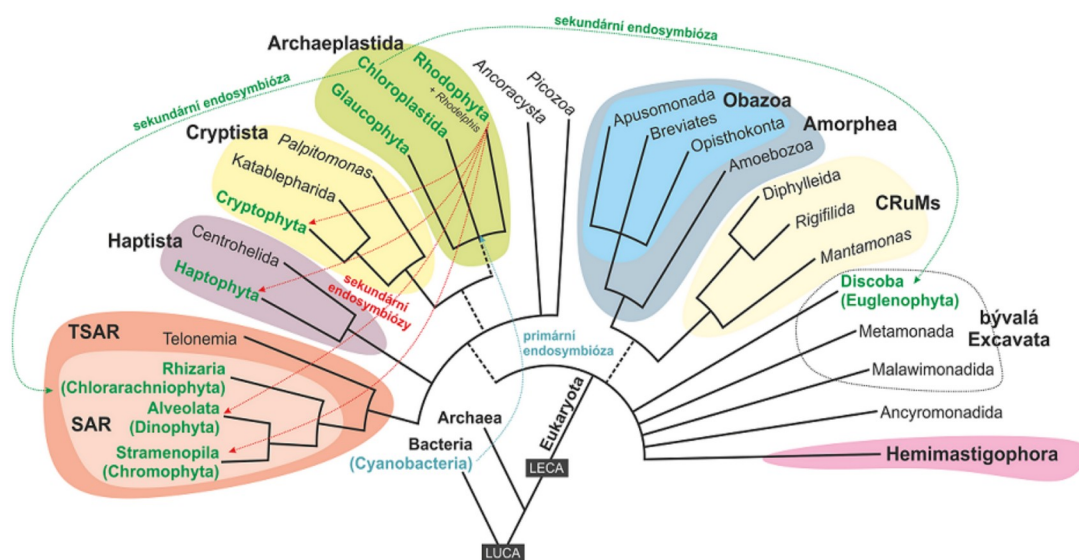 sekundární endosymbióza
sekundární endosymbióza
Archaeplastida
Rhodophyta
+ Rhodelphis
Chloroplastida
Glaucophyta
Ancoracysta
Picozoa
Cryptista
Palpitomonas
Katablepharida
Cryptophyta
Haptista
Centrohelida
Haptophyta
sekundární
endosymbiózy
TSAR
Telonemia
Rhizaria
(Chlorarachniophyta)
Alveolata
(Dinophyta)
SAR
Stramenopila
(Chromophyta)
Apusomonada
Obazoa
Breviates
Amorphea
Opisthokonta
Amoebozoa
Diphylleida
CRuMs
Rigifilida
Mantamonas
Discoba
(Euglenophyta)
bývalá
Excavata
Metamonada
Malawimonadida
Ancyromonadida
Hemimastigophora
primární
endosymbióza
Archaea
Bacteria
(Cyanobacteria)
Eukaryota
LECA
LUCA